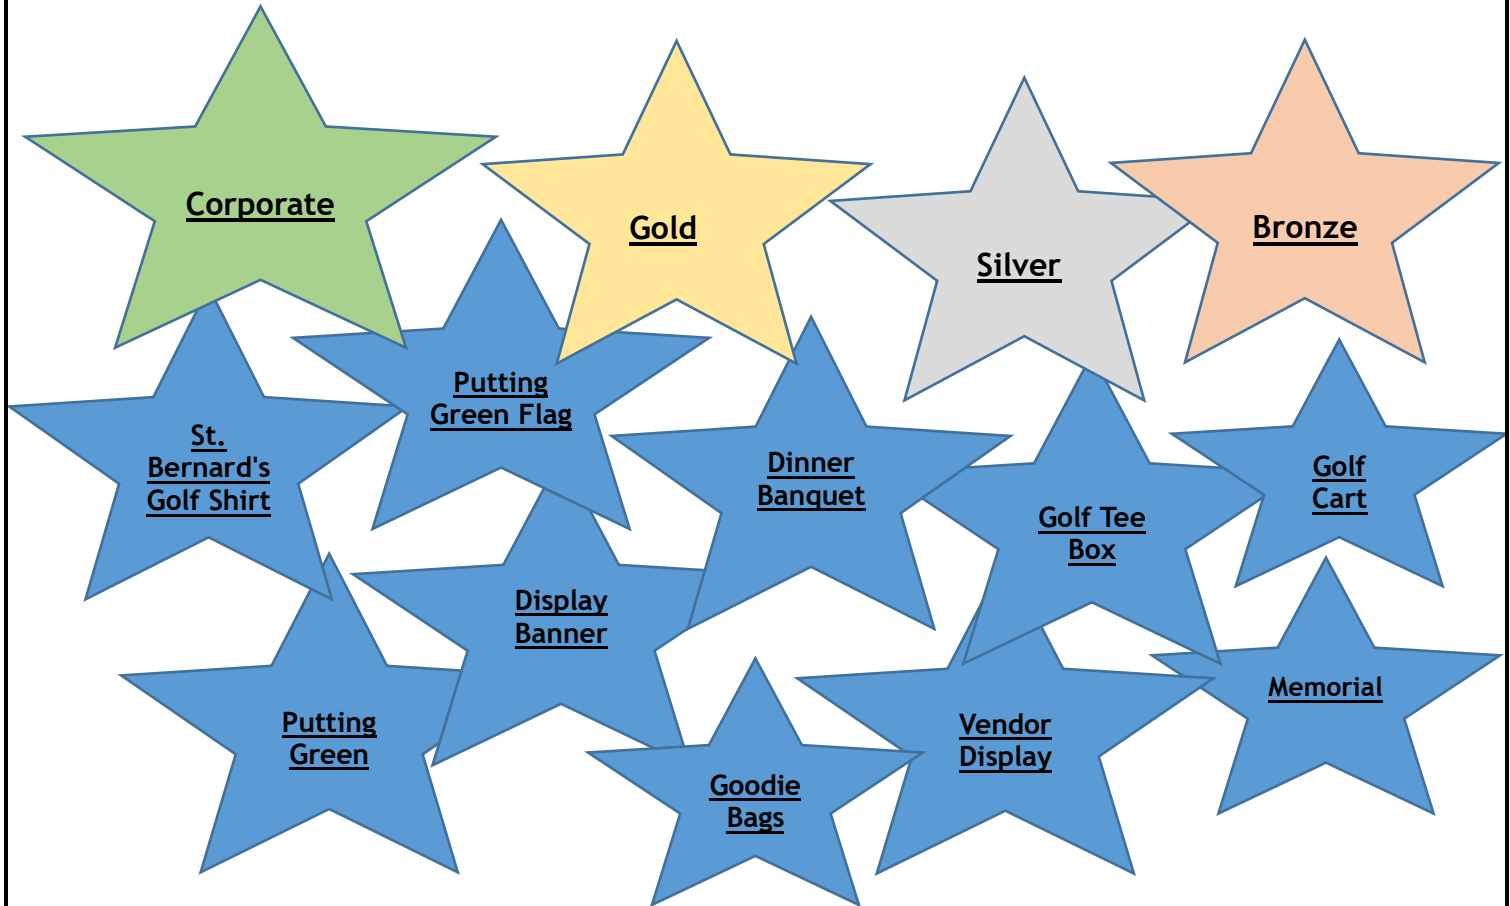 Corporate
Gold
Silver
Bronze
Putting
Green Flag
St.
Bernard's
Golf Shirt
Dinner
Banquet
Golf Tee
Box
Golf
Cart
Display
Banner
Putting
Green
Goodie
Bags
Vendor
Display
Memorial